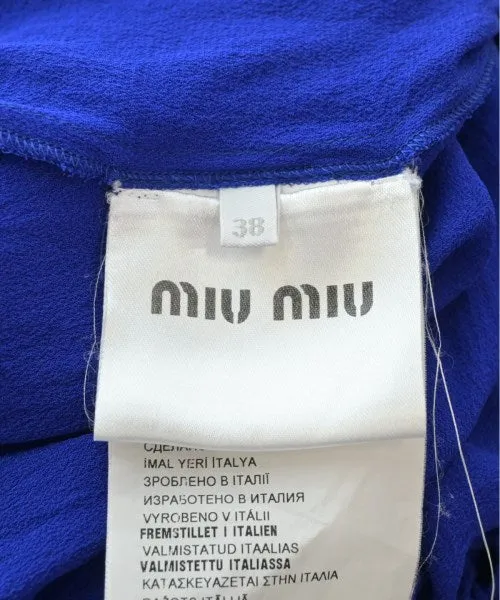 38
miu miu
СДЕЛАНО
İMAL YERİ İTALYA
ЗРОБЛЕНО В ІТАЛІЇ
ИЗРАБОТЕНО В ИТАЛИЯ
VYROBENO V ITÁLII
FREMSTILLET I ITALIEN
VALMISTATUD ITAALIAS
VALMISTETTU ITALIASSA
ΚΑΤΑΣΚΕΥΑΖΕΤΑΙ ΣΤΗΝ ΙΤΑΛΙΑ